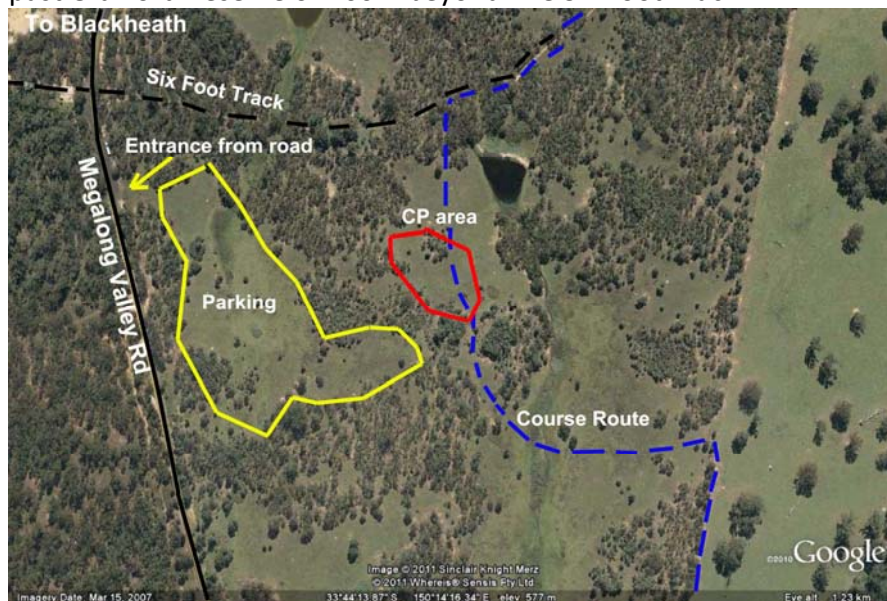 To Blackheath
Six Foot Track
Entrance from road
CP area
Megalong Valley Rd
Parking
Course Route
©2010 Google
Image © 2011 Sinclair Knight Merz
© 2011 Whereis® Sensis Pty Ltd
Imagery Date: Mar 15, 2007
33°44'13.87" S 150°14'16.34" E elev 577 m
Eye alt 1.23 km